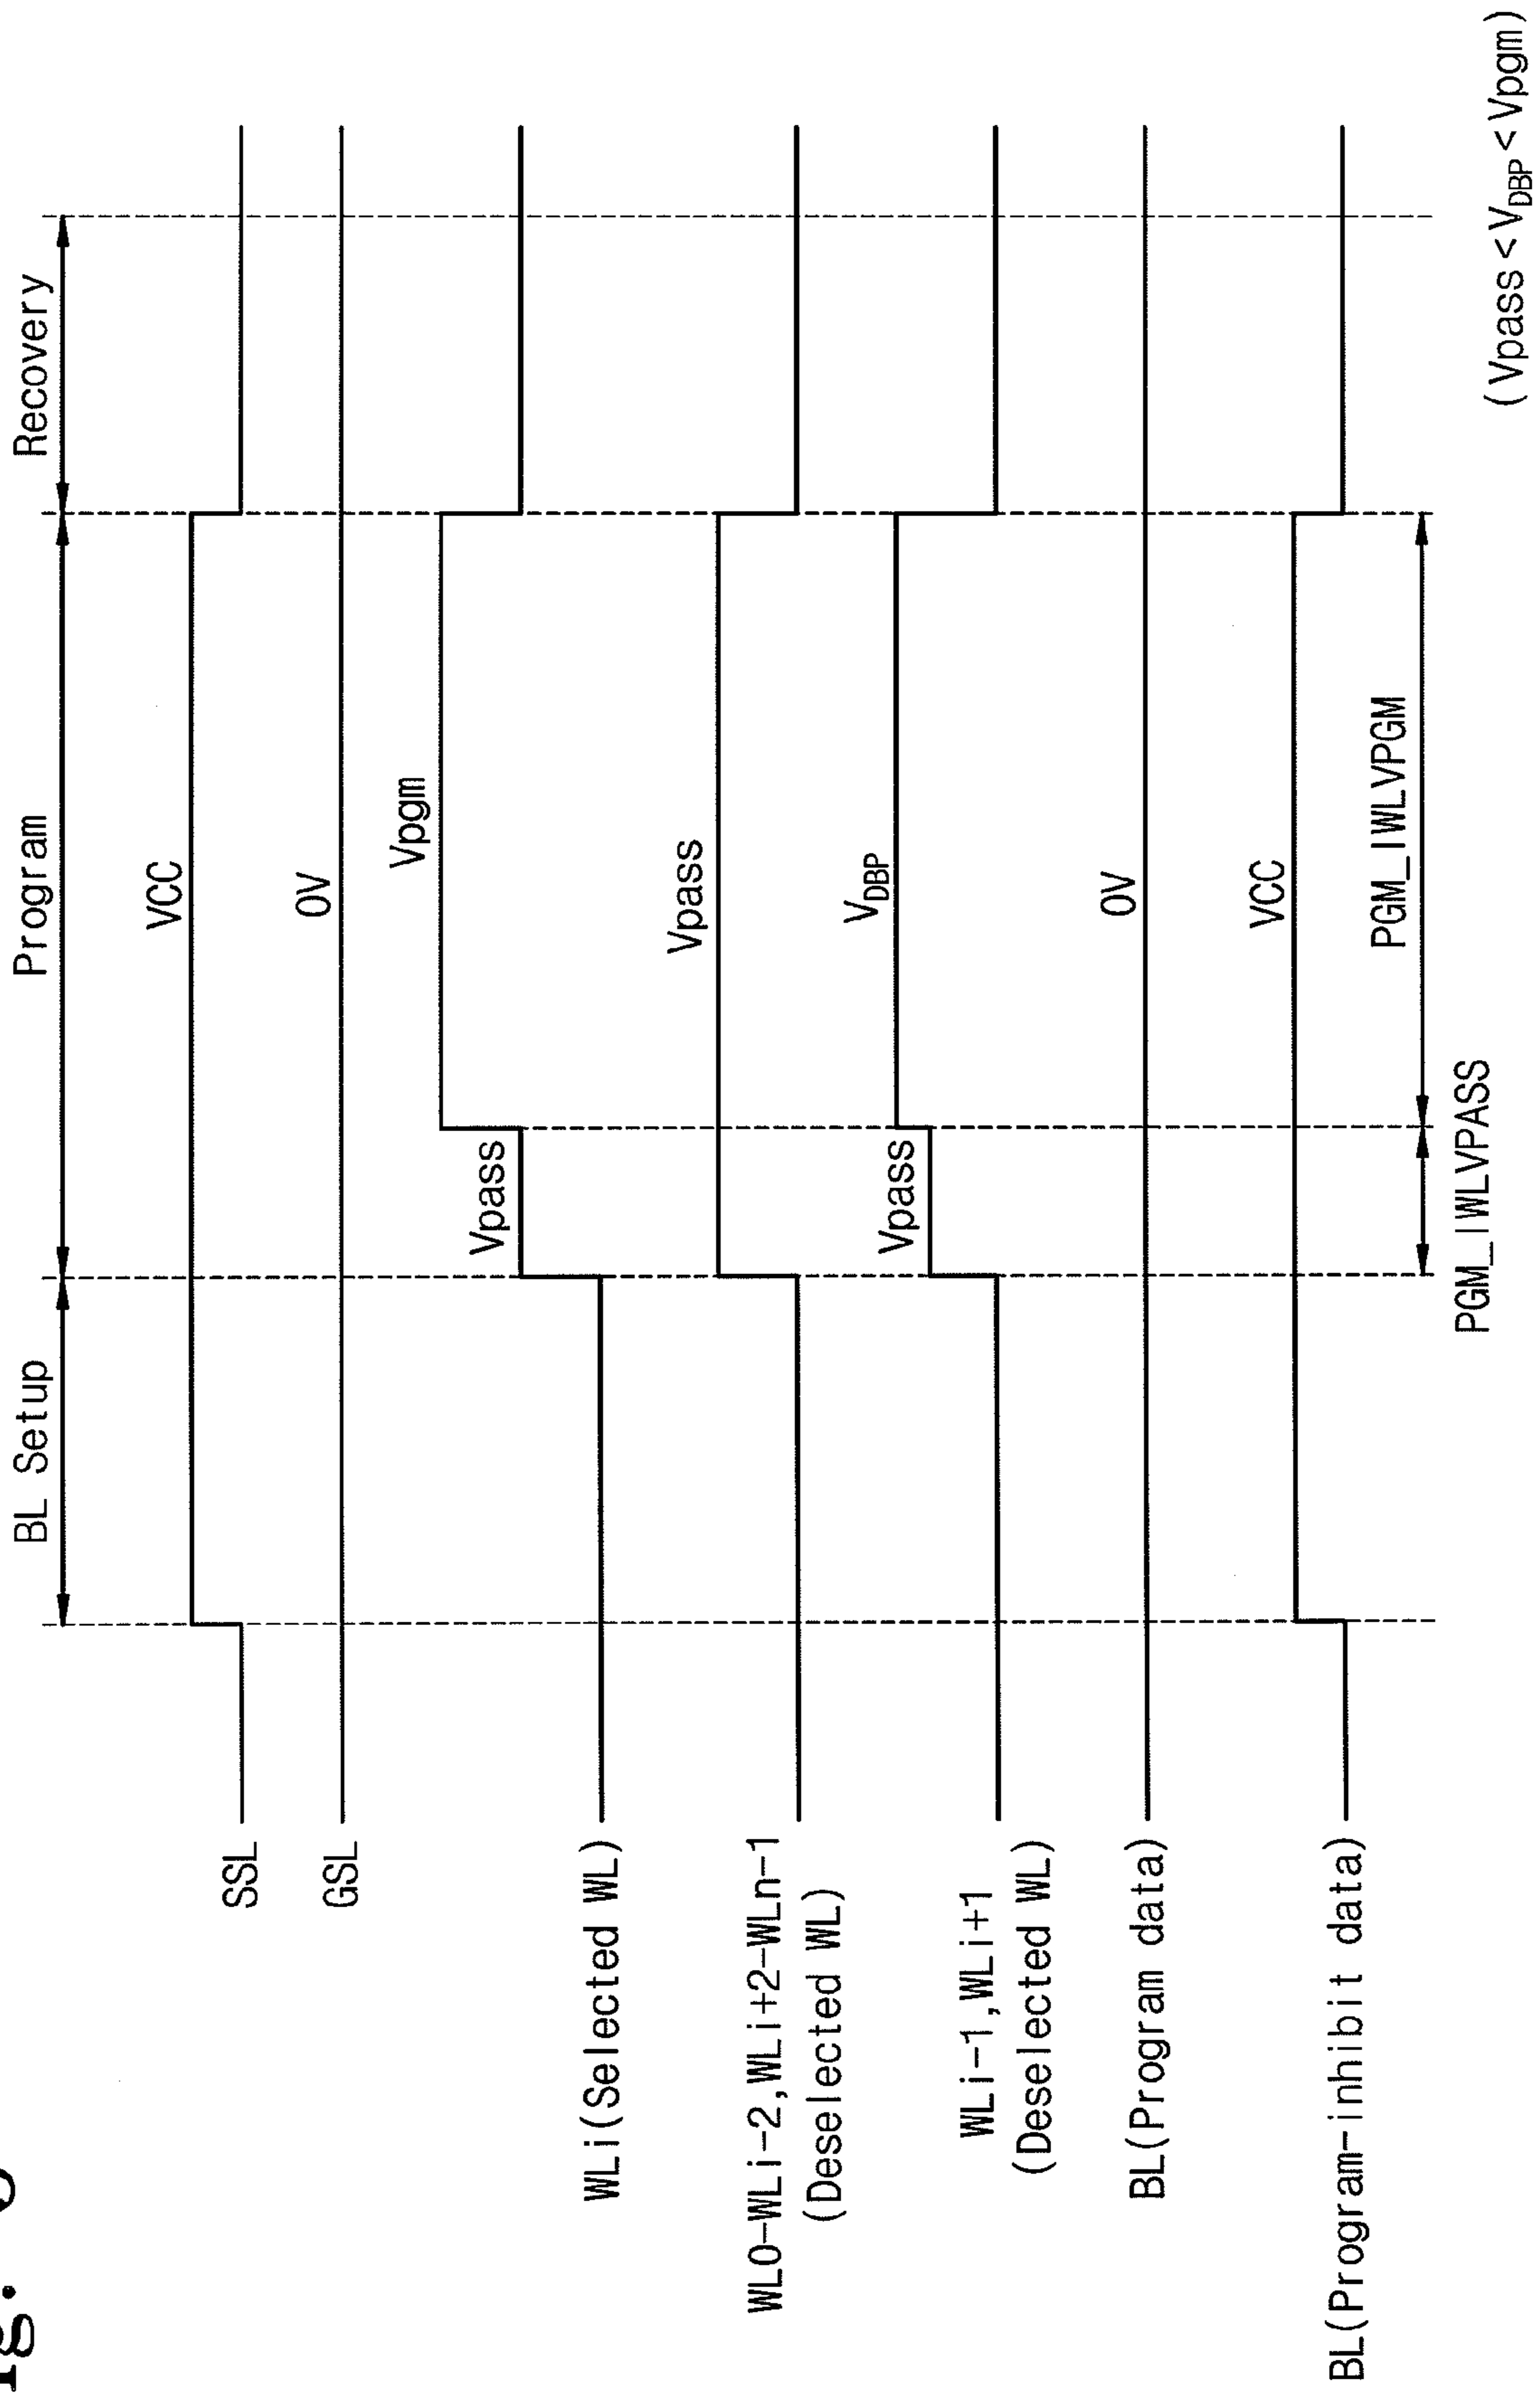 BL Setup
Program
Recovery
SSL
VCC
GSL
0V
WLi(Selected WL)
Vpass
Vpgm
WL0-WLi-2,WLi+2-WLn-1
(Deselected WL)
Vpass
WLi-1,WLi+1
(Deselected WL)
Vpass
VDBP
BL(Program data)
0V
BL(Program-inhibit data)
VCC
PGM_IWLVPASS
PGM_IWLVPGM
(Vpass < VDBP < Vpgm)